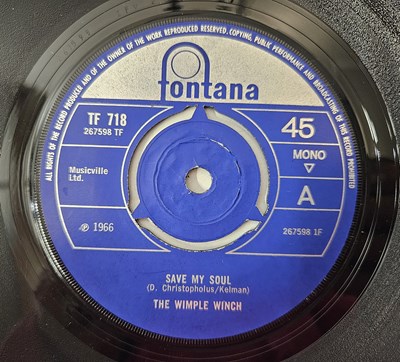 ALL RIGHTS OF THE RECORD PRODUCER AND OF THE OWNER OF THE WORK REPRODUCED RESERVED. COPYING, PUBLIC PERFORMANCE AND BROADCASTING OF THIS RECORD PROHIBITED
fontana
TF 718
267598 TF
45
MONO
Musicville
Ltd.
A
℗ 1966
267598 1F
SAVE MY SOUL
(D. Christopholus/Kelman)
THE WIMPLE WINCH